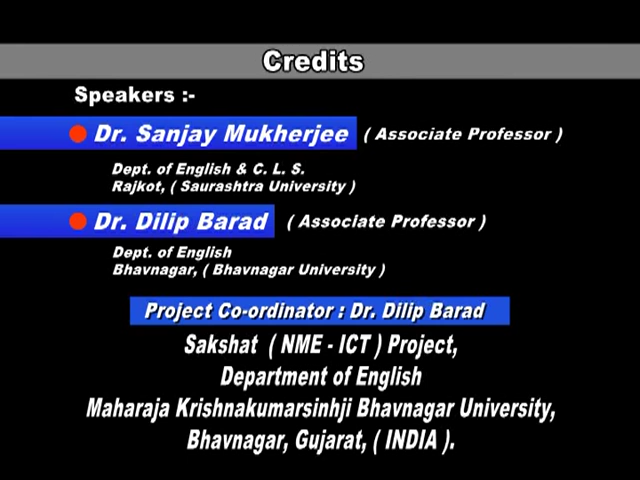 Credits
Speakers :-
Dr. Sanjay Mukherjee ( Associate Professor )
Dept. of English & C. L. S.
Rajkot, ( Saurashtra University )
Dr. Dilip Barad ( Associate Professor )
Dept. of English
Bhavnagar, ( Bhavnagar University )
Project Co-ordinator : Dr. Dilip Barad
Sakshat ( NME - ICT ) Project,
Department of English
Maharaja Krishnakumarsinhji Bhavnagar University,
Bhavnagar, Gujarat, ( INDIA ).